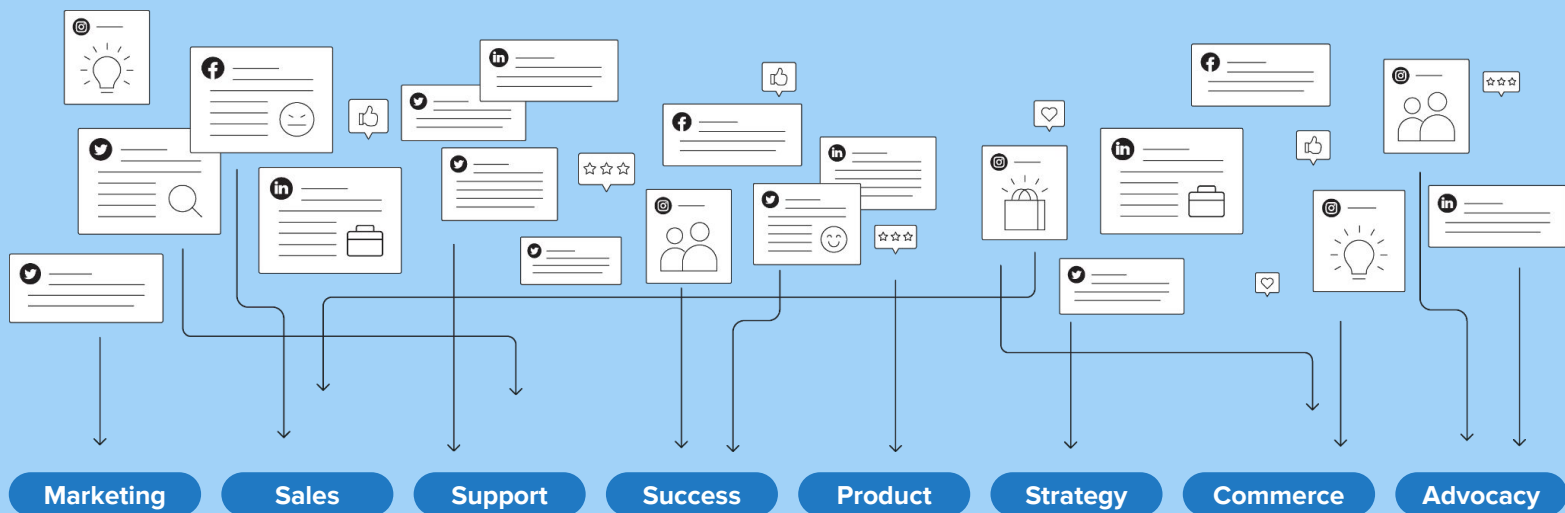 Marketing
Sales
Support
Success
Product
Strategy
Commerce
Advocacy